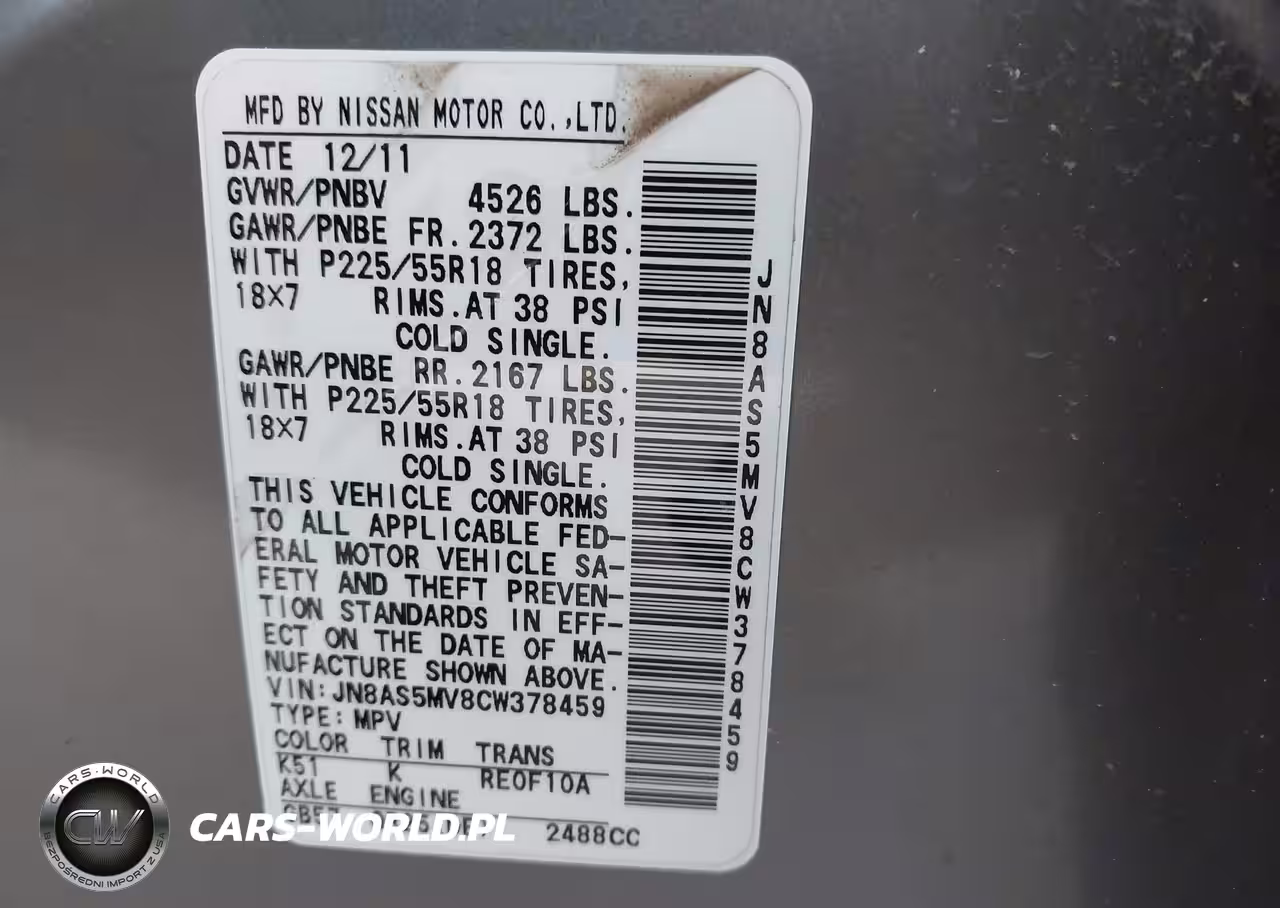 MFD BY NISSAN MOTOR CO.,LTD.
DATE 12/11
GVWR/PNBV 4526 LBS.
GAWR/PNBE FR.2372 LBS.
WITH P225/55R18 TIRES,
18X7 RIMS.AT 38 PSI
COLD SINGLE.
GAWR/PNBE RR.2167 LBS.
WITH P225/55R18 TIRES,
18X7 RIMS.AT 38 PSI
COLD SINGLE.
THIS VEHICLE CONFORMS
TO ALL APPLICABLE FED-
ERAL MOTOR VEHICLE SA-
FETY AND THEFT PREVEN-
TION STANDARDS IN EFF-
ECT ON THE DATE OF MA-
NUFACTURE SHOWN ABOVE.
VIN:JN8AS5MV8CW378459
TYPE:MPV
COLOR TRIM TRANS
K51 K RE0F10A
AXLE ENGINE
2488CC
JN8AS5MV8CW378459
CARS-WORLD
CW
BEZPOŚREDNI IMPORT Z USA
CARS-WORLD.PL